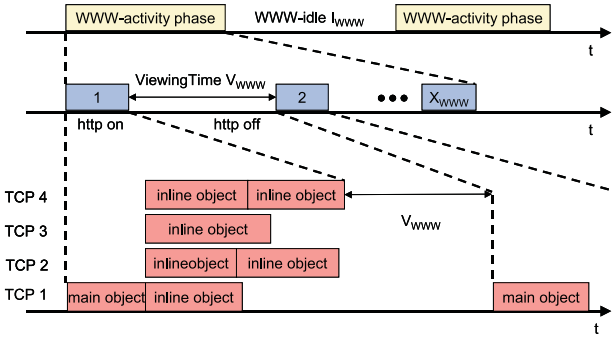 WWW-activity phase WWW-idle I_WWW WWW-activity phase
t
ViewingTime V_WWW
1 2 ••• X_WWW
http on http off t
TCP 4 inline object inline object
V_WWW
TCP 3 inline object
TCP 2 inlineobject inline object
TCP 1 main object inline object main object
t